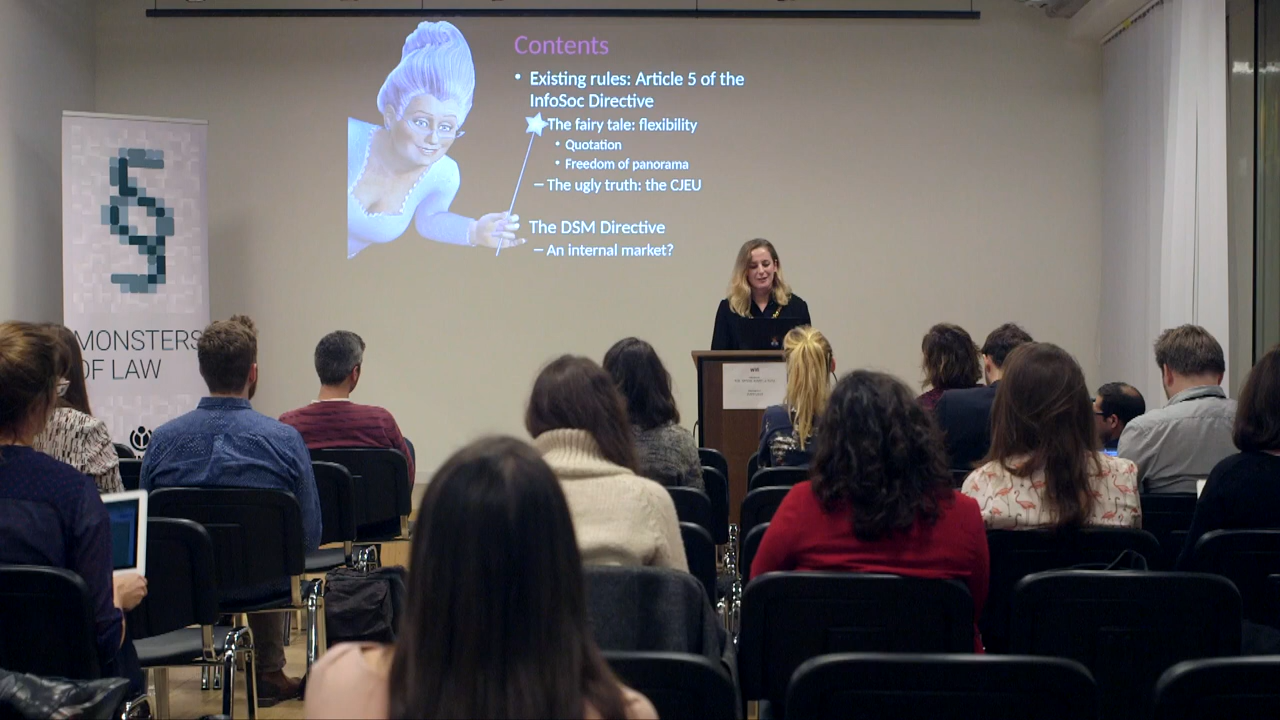 Contents
• Existing rules: Article 5 of the
InfoSoc Directive
The fairy tale: flexibility
• Quotation
• Freedom of panorama
– The ugly truth: the CJEU
The DSM Directive
– An internal market?
MONSTERS
OF LAW